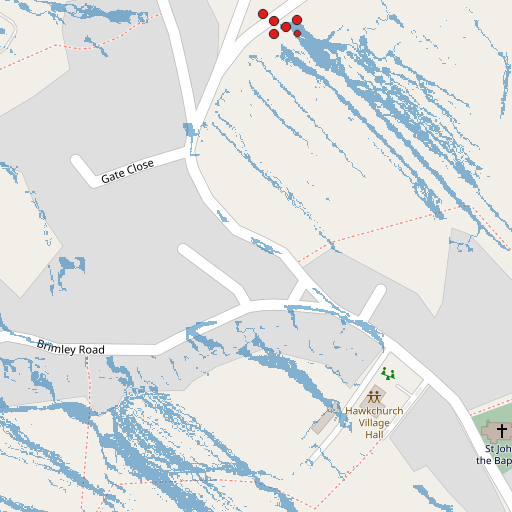 Gate Close
Brimley Road
Hawkchurch
Village
Hall
St Joh
the Bap